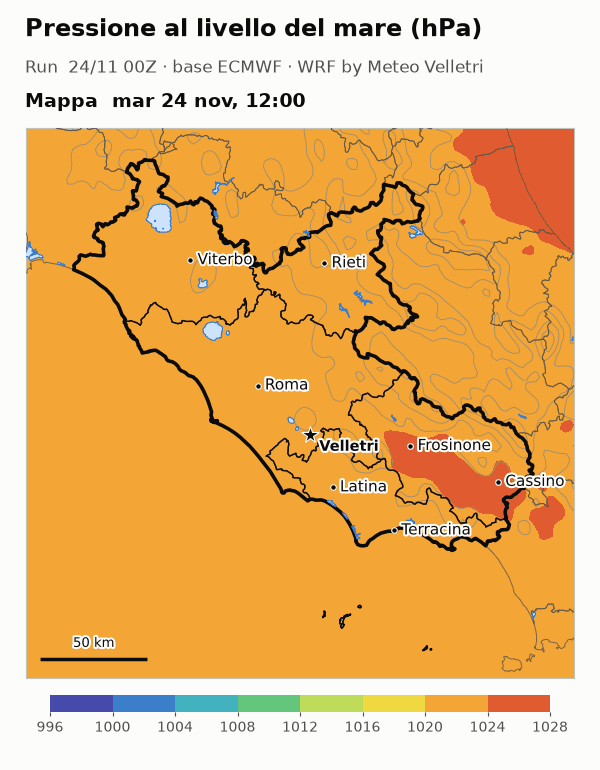 Pressione al livello del mare (hPa)
Run  24/11 00Z · base ECMWF · WRF by Meteo Velletri
Mappa  mar 24 nov, 12:00
Viterbo
Rieti
Roma
Velletri
Frosinone
Cassino
Latina
Terracina
50 km
996 1000 1004 1008 1012 1016 1020 1024 1028